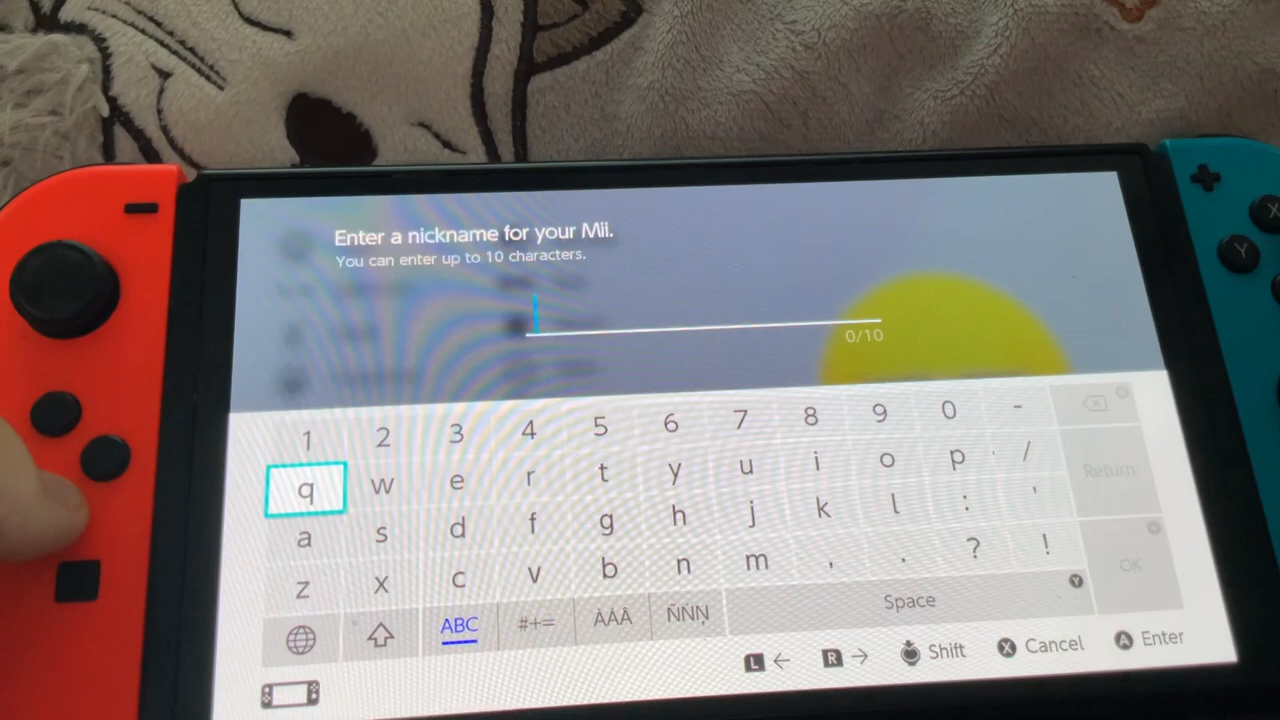 Enter a nickname for your Mii.
You can enter up to 10 characters.
0/10
1 2 3 4 5 6 7 8 9 0 -
q w e r t y u i o p /
Return
a s d f g h j k l : '
z x c v b n m , . ? !
OK
ABC #+= ÀÁÂ ÑŃŅ Space Y
L ← R → Shift X Cancel A Enter
X
Y